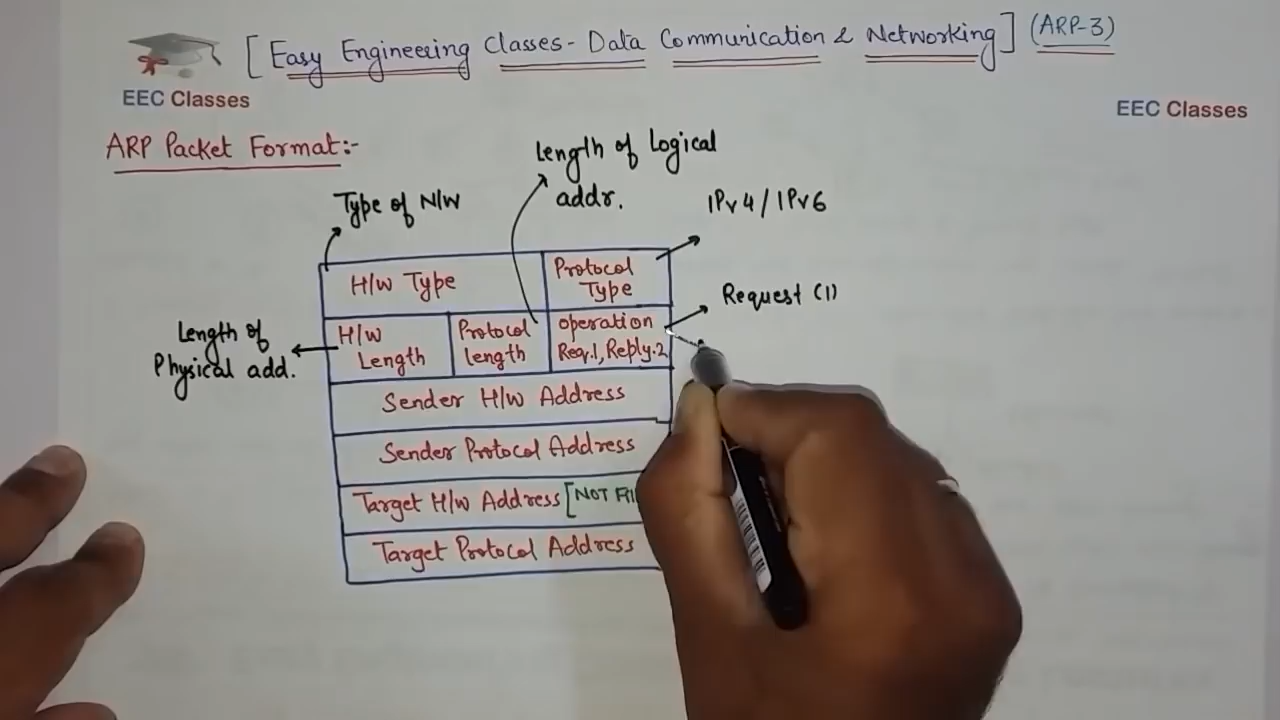 [Easy Engineering Classes - Data Communication & Networking] (ARP-3)
EEC Classes
EEC Classes
ARP Packet Format:-
Length of Logical
addr.
Type of N/W
IPv4 / IPv6
H/W Type
Protocol
Type
Request (1)
Length of
Physical add.
H/W
Length
Protocol
length
operation
Req.1, Reply.2
Sender H/W Address
Sender Protocol Address
Target H/W Address [NOT
Target Protocol Address